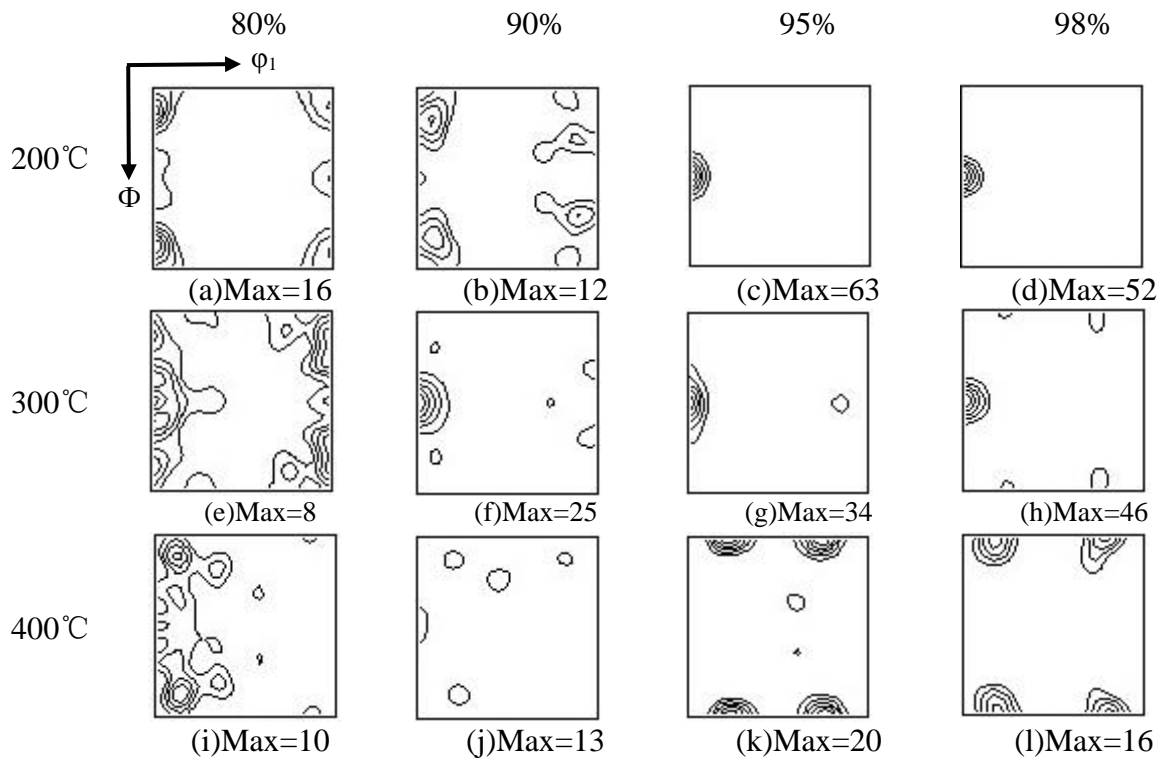 80% 90% 95% 98%
φ₁
200℃
Φ
(a)Max=16 (b)Max=12 (c)Max=63 (d)Max=52
300℃
(e)Max=8 (f)Max=25 (g)Max=34 (h)Max=46
400℃
(i)Max=10 (j)Max=13 (k)Max=20 (l)Max=16